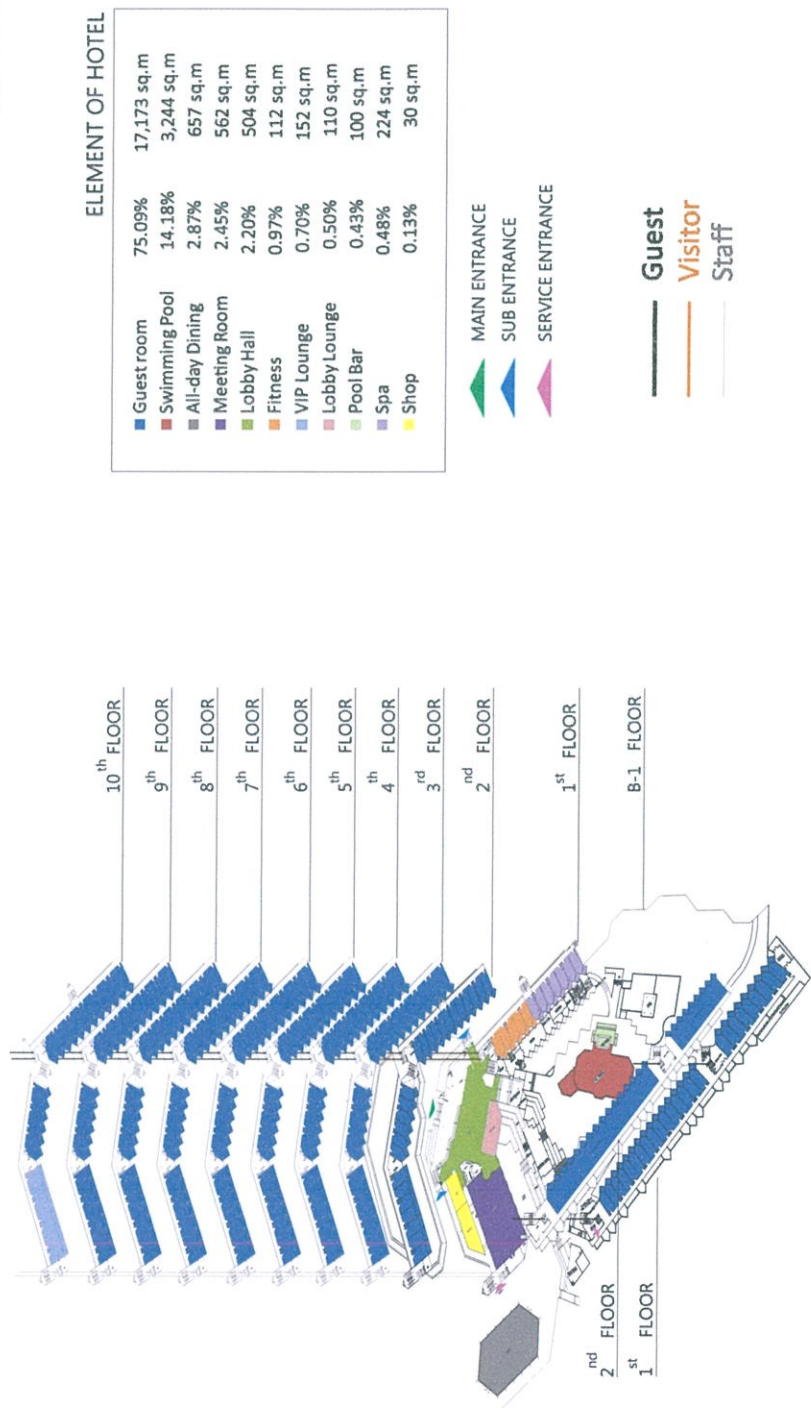 ELEMENT OF HOTEL
Guest room 75.09% 17,173 sq.m
Swimming Pool 14.18% 3,244 sq.m
All-day Dining 2.87% 657 sq.m
Meeting Room 2.45% 562 sq.m
Lobby Hall 2.20% 504 sq.m
Fitness 0.97% 112 sq.m
VIP Lounge 0.70% 152 sq.m
Lobby Lounge 0.50% 110 sq.m
Pool Bar 0.43% 100 sq.m
Spa 0.48% 224 sq.m
Shop 0.13% 30 sq.m
MAIN ENTRANCE
SUB ENTRANCE
SERVICE ENTRANCE
Guest
Visitor
Staff
10th FLOOR
9th FLOOR
8th FLOOR
7th FLOOR
6th FLOOR
5th FLOOR
4th FLOOR
3rd FLOOR
2nd FLOOR
1st FLOOR
B-1 FLOOR
2nd FLOOR
1st FLOOR